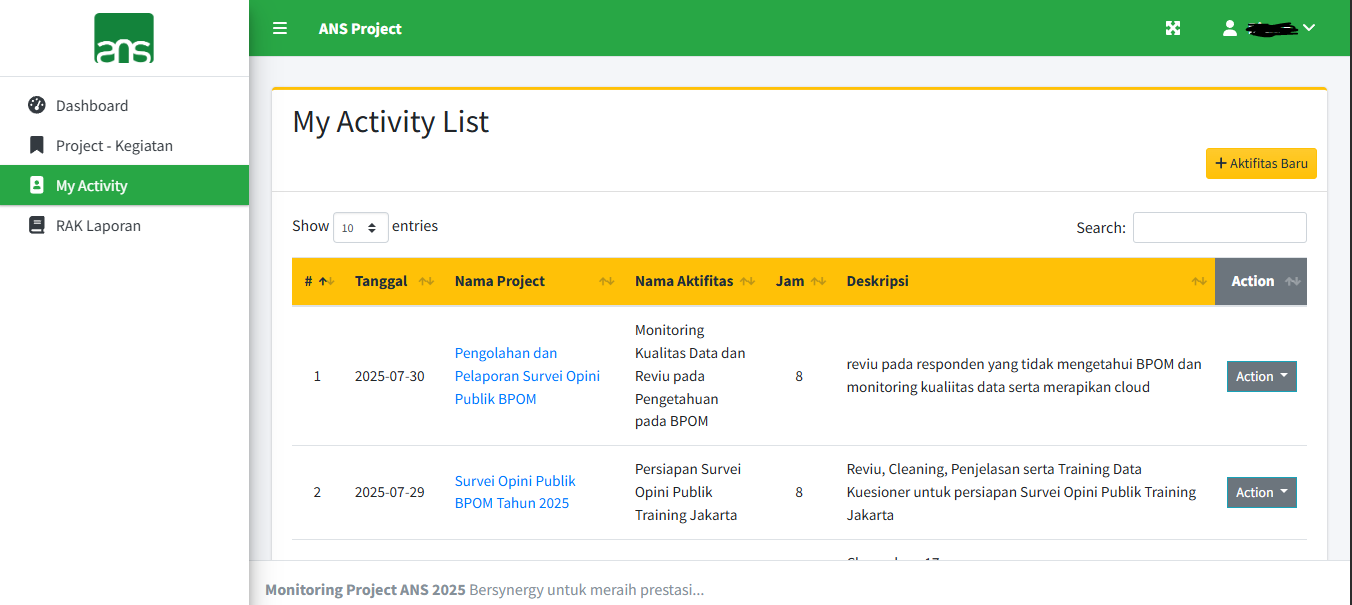 ans
ANS Project
Dashboard
Project - Kegiatan
My Activity
RAK Laporan
My Activity List
+ Aktifitas Baru
Show 10 entries
Search:
# Tanggal Nama Project Nama Aktifitas Jam Deskripsi Action
Monitoring
Kualitas Data dan
Reviu pada
Pengetahuan
pada BPOM
1 2025-07-30
Pengolahan dan
Pelaporan Survei Opini
Publik BPOM
8
reviu pada responden yang tidak mengetahui BPOM dan
monitoring kualiitas data serta merapikan cloud
Action
2 2025-07-29
Survei Opini Publik
BPOM Tahun 2025
Persiapan Survei
Opini Publik
Training Jakarta
8
Reviu, Cleaning, Penjelasan serta Training Data
Kuesioner untuk persiapan Survei Opini Publik Training
Jakarta
Action
Monitoring Project ANS 2025 Bersynergy untuk meraih prestasi...